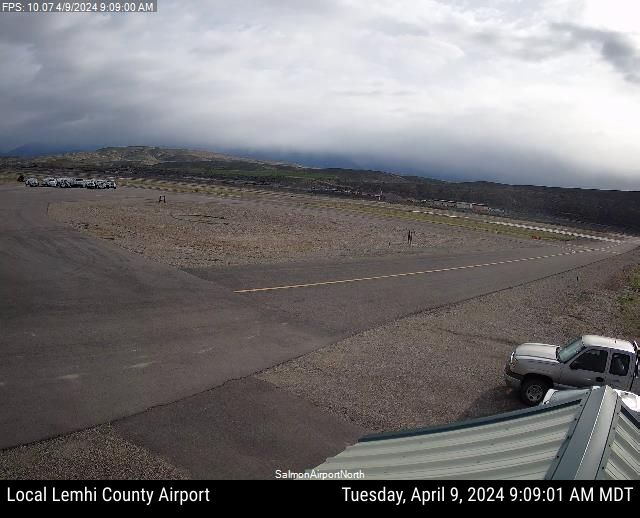 FPS: 10.07 4/9/2024 9:09:00 AM
SalmonAirportNorth
Local Lemhi County Airport
Tuesday, April 9, 2024 9:09:01 AM MDT